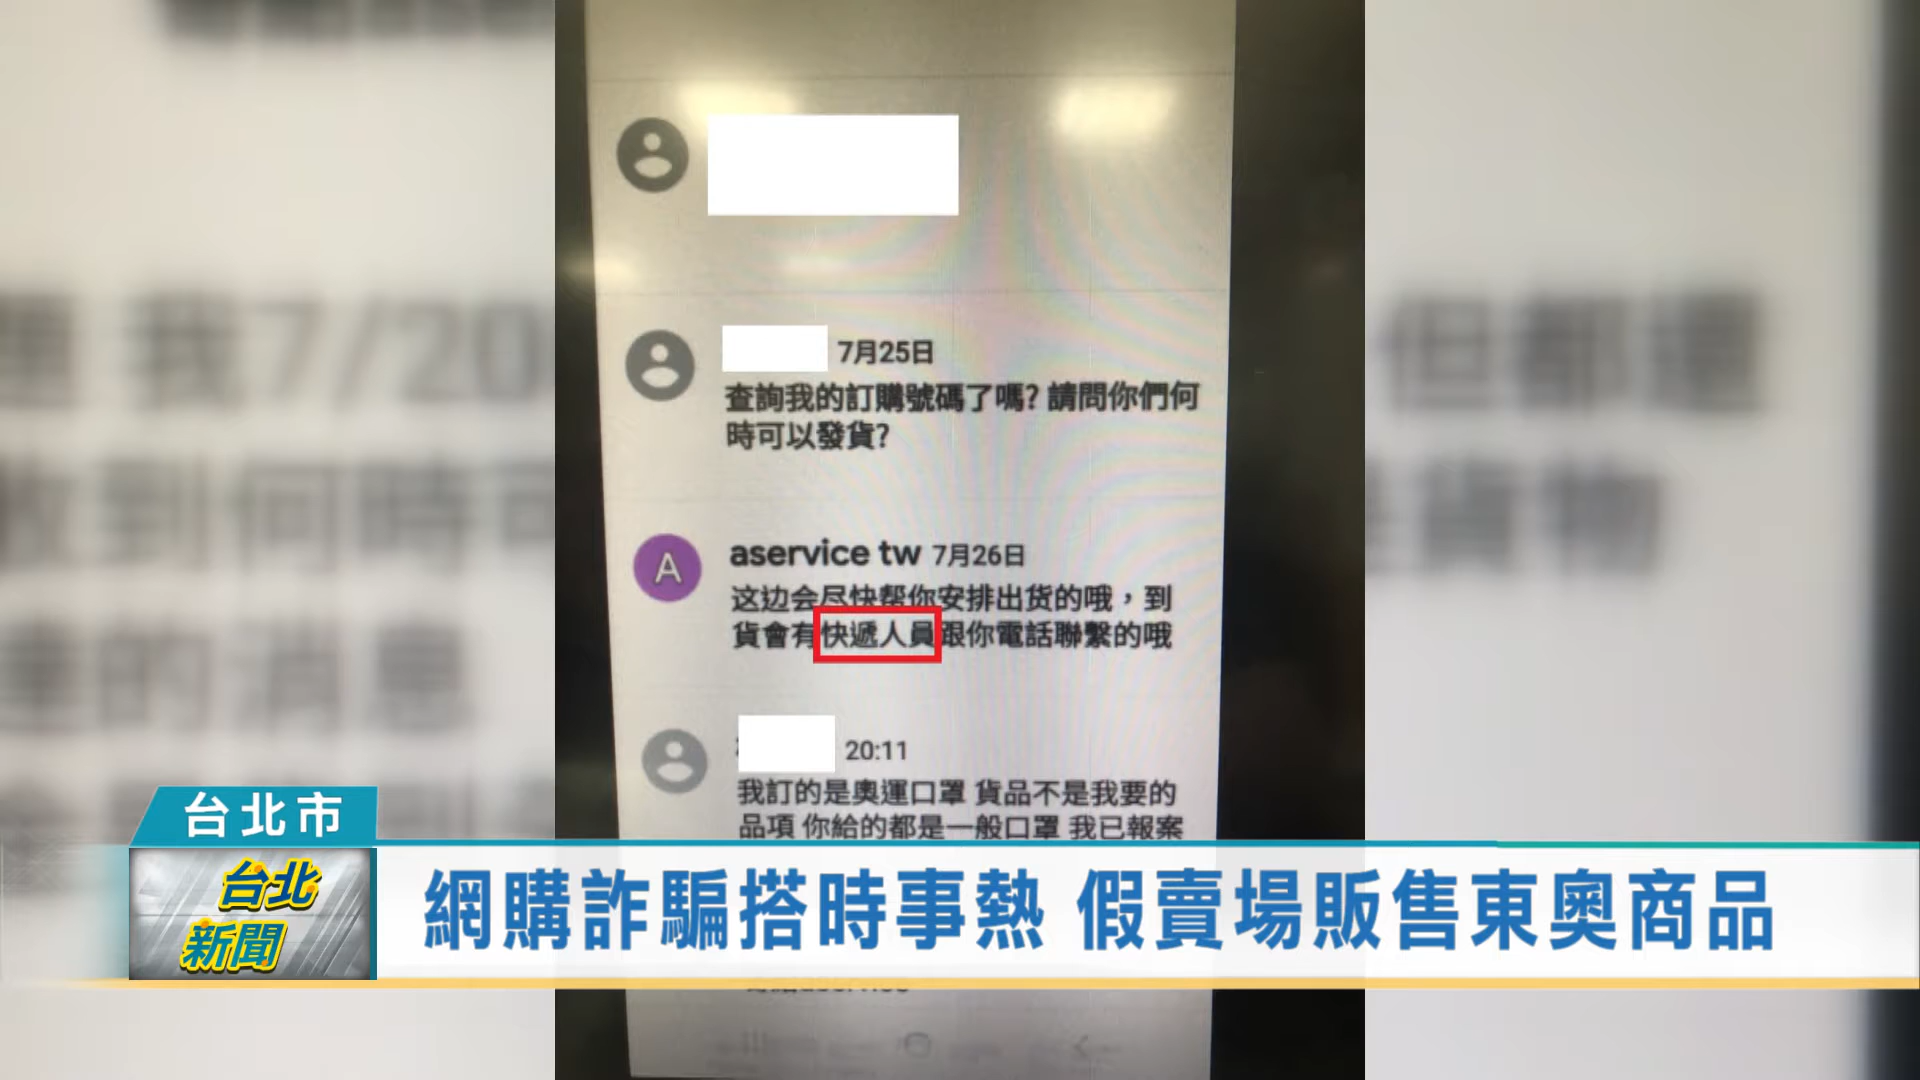 7月25日
查詢我的訂購號碼了嗎? 請問你們何
時可以發貨?
A
aservice tw 7月26日
这边会尽快帮你安排出货的哦，到
貨會有快遞人員跟你電話聯繫的哦
20:11
我訂的是奧運口罩 貨品不是我要的
品項 你給的都是一般口罩 我已報案
台北市
台北
新聞
網購詐騙搭時事熱 假賣場販售東奧商品